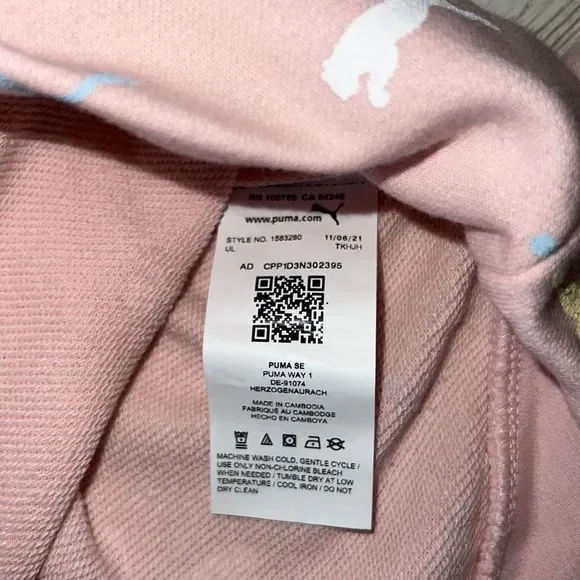 RN 100759 CA 94246
www.puma.com
STYLE NO. 1583280 11/06/21
UL TKHJH
AD CPP1D3N302395
PUMA SE
PUMA WAY 1
DE-91074
HERZOGENAURACH
MADE IN CAMBODIA
FABRIQUÉ AU CAMBODGE
HECHO EN CAMBOYA
MACHINE WASH COLD, GENTLE CYCLE /
USE ONLY NON-CHLORINE BLEACH
WHEN NEEDED / TUMBLE DRY AT LOW
TEMPERATURE / COOL IRON / DO NOT
DRY CLEAN